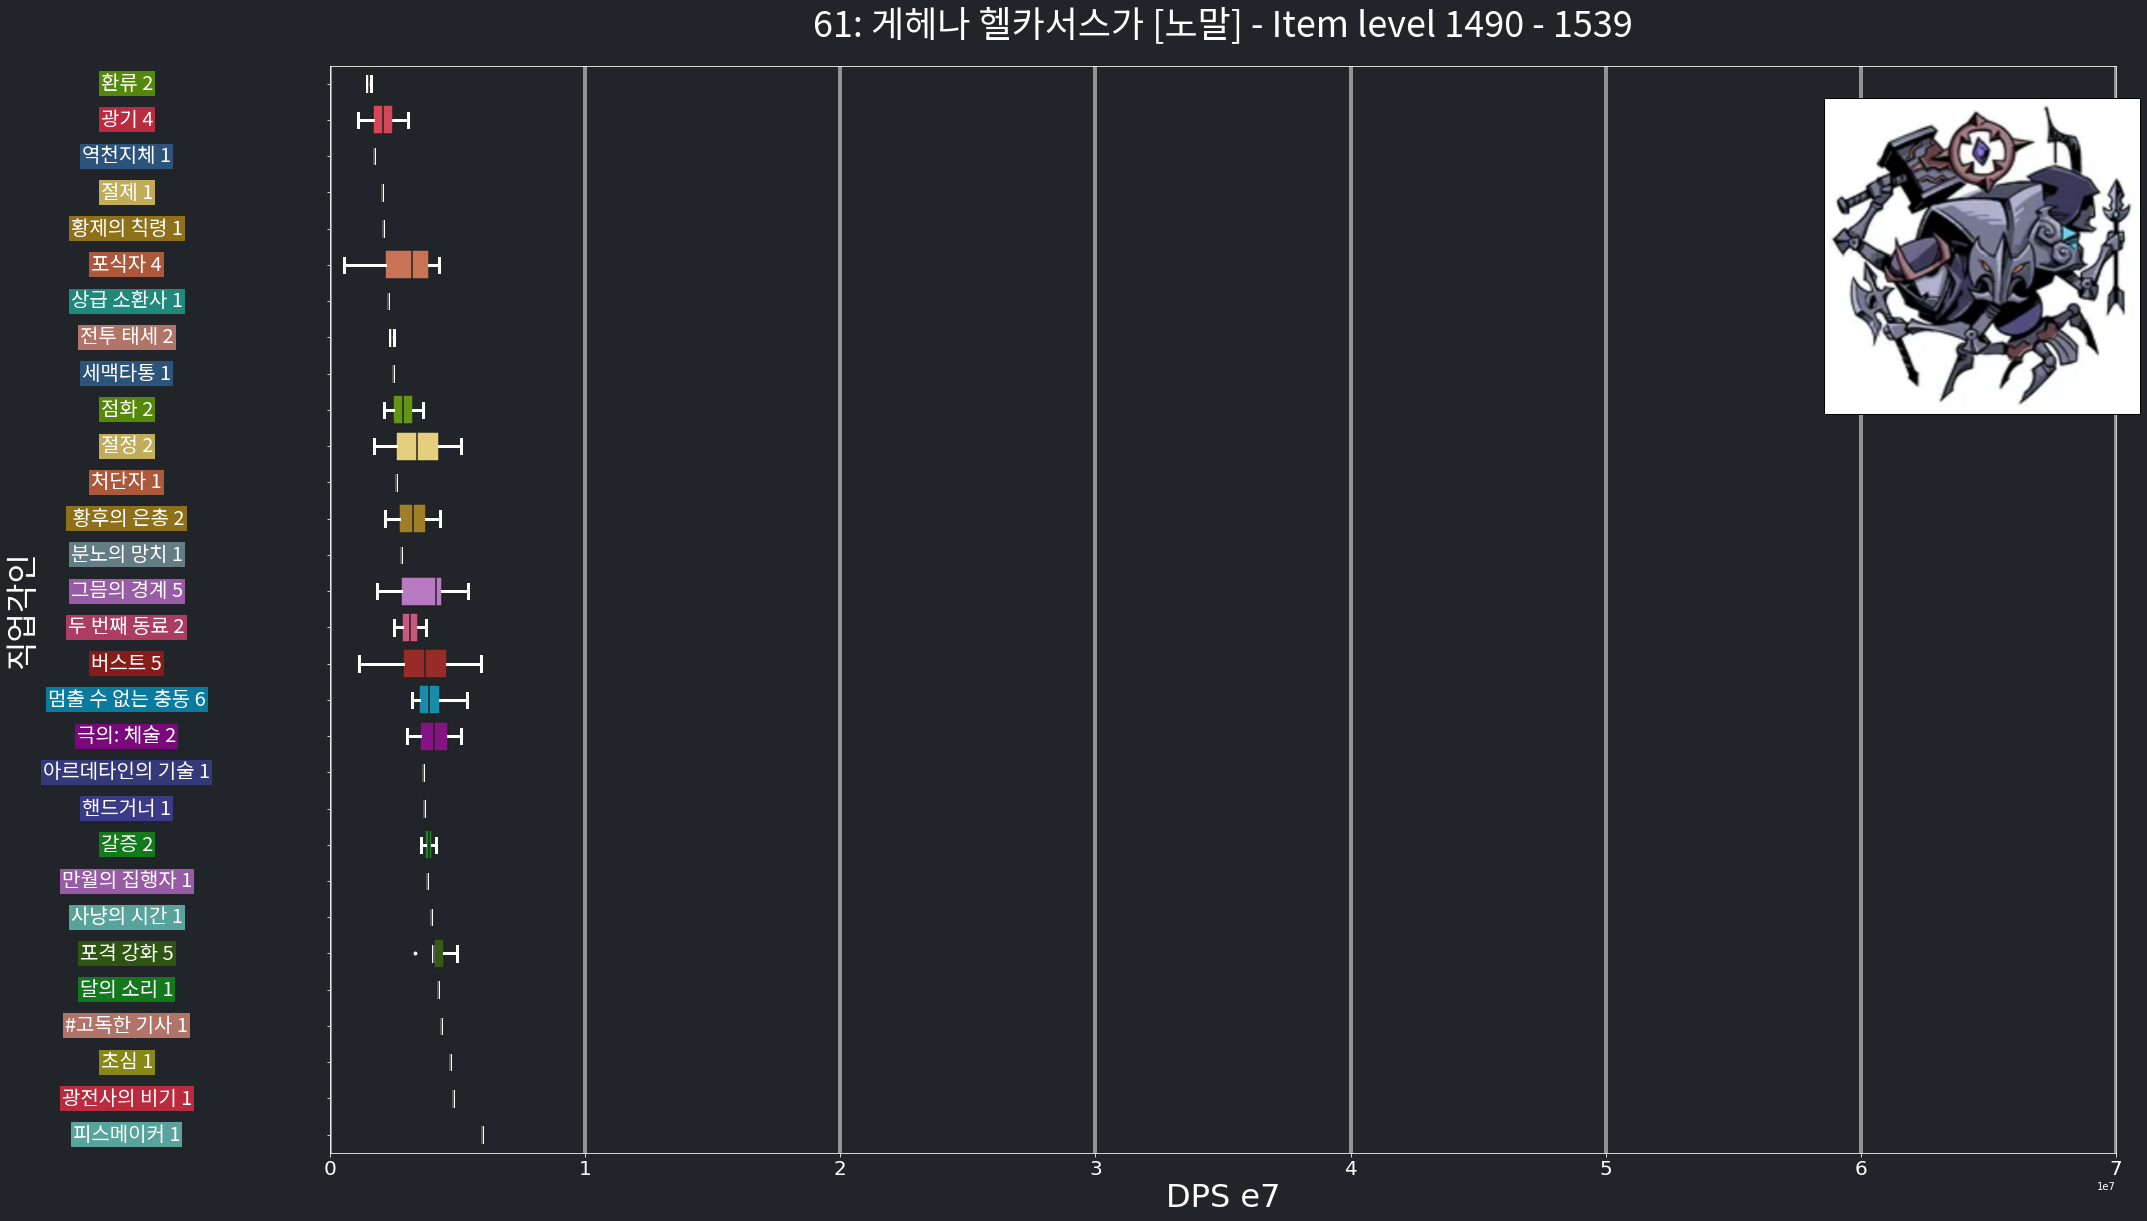 61: 게헤나 헬카서스가 [노말] - Item level 1490 - 1539
환류 2
광기 4
역천지체 1
절제 1
황제의 칙령 1
포식자 4
상급 소환사 1
전투 태세 2
세맥타통 1
점화 2
절정 2
처단자 1
황후의 은총 2
분노의 망치 1
그믐의 경계 5
두 번째 동료 2
버스트 5
멈출 수 없는 충동 6
극의: 체술 2
아르데타인의 기술 1
핸드거너 1
갈증 2
만월의 집행자 1
사냥의 시간 1
포격 강화 5
달의 소리 1
#고독한 기사 1
초심 1
광전사의 비기 1
피스메이커 1
직업각인
0 1 2 3 4 5 6 7
1e7
DPS e7